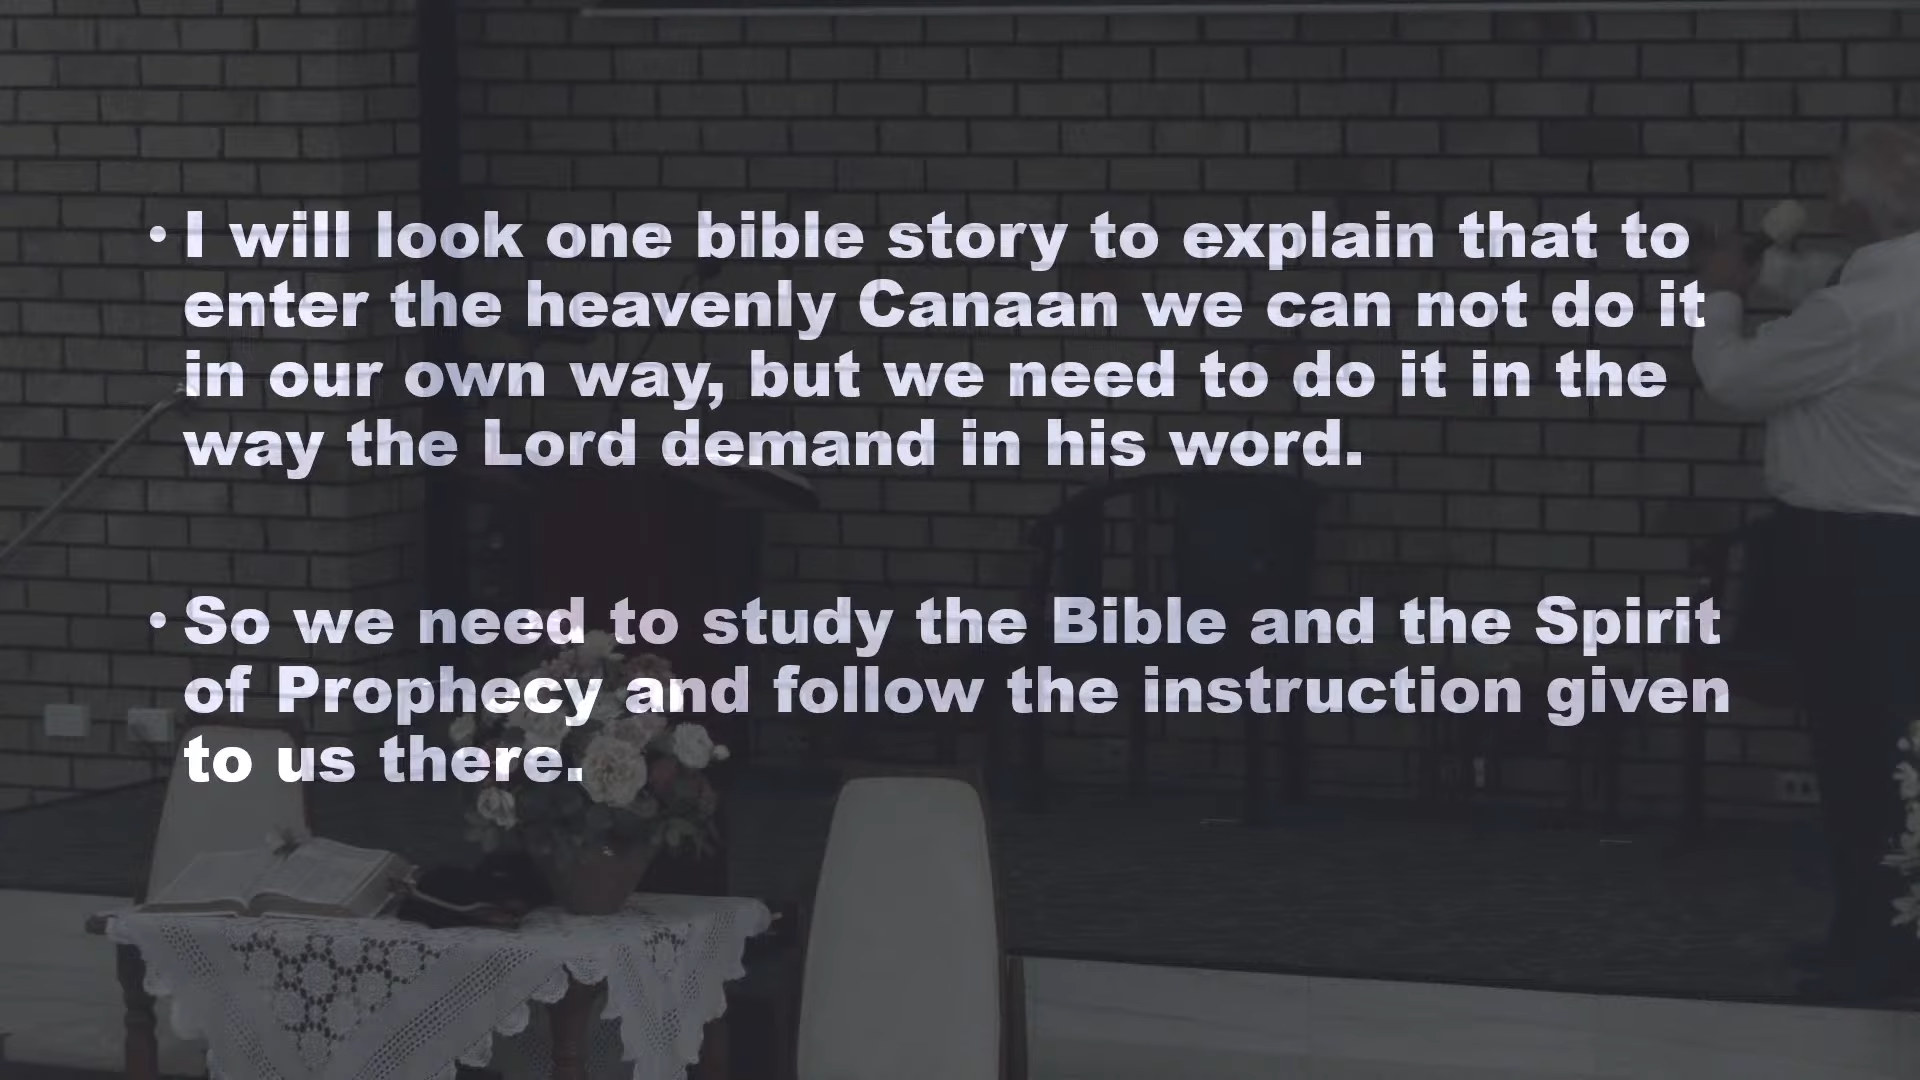 • I will look one bible story to explain that to
enter the heavenly Canaan we can not do it
in our own way, but we need to do it in the
way the Lord demand in his word.
• So we need to study the Bible and the Spirit
of Prophecy and follow the instruction given
to us there.